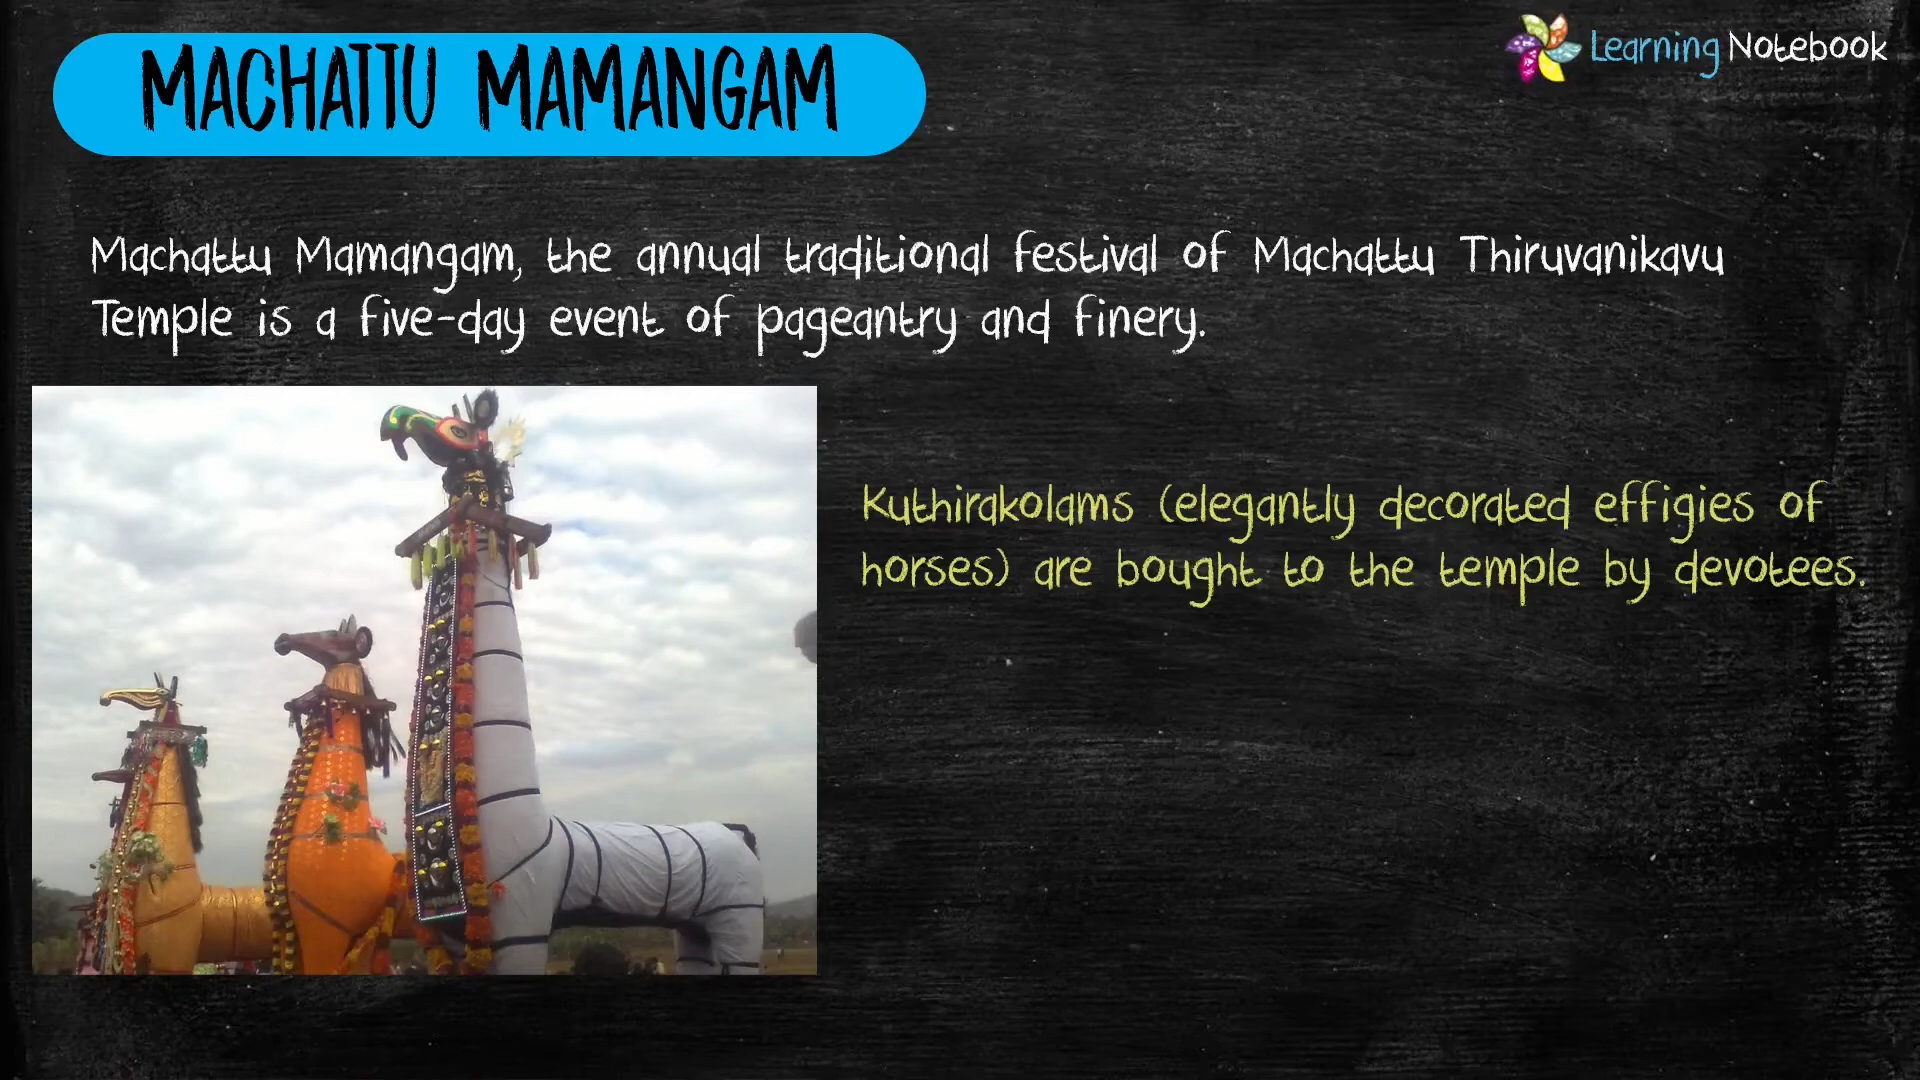 MACHATTU MAMANGAM
Learning Notebook
Machattu Mamangam, the annual traditional festival of Machattu Thiruvanikavu
Temple is a five-day event of pageantry and finery.
Kuthirakolams (elegantly decorated effigies of
horses) are bought to the temple by devotees.